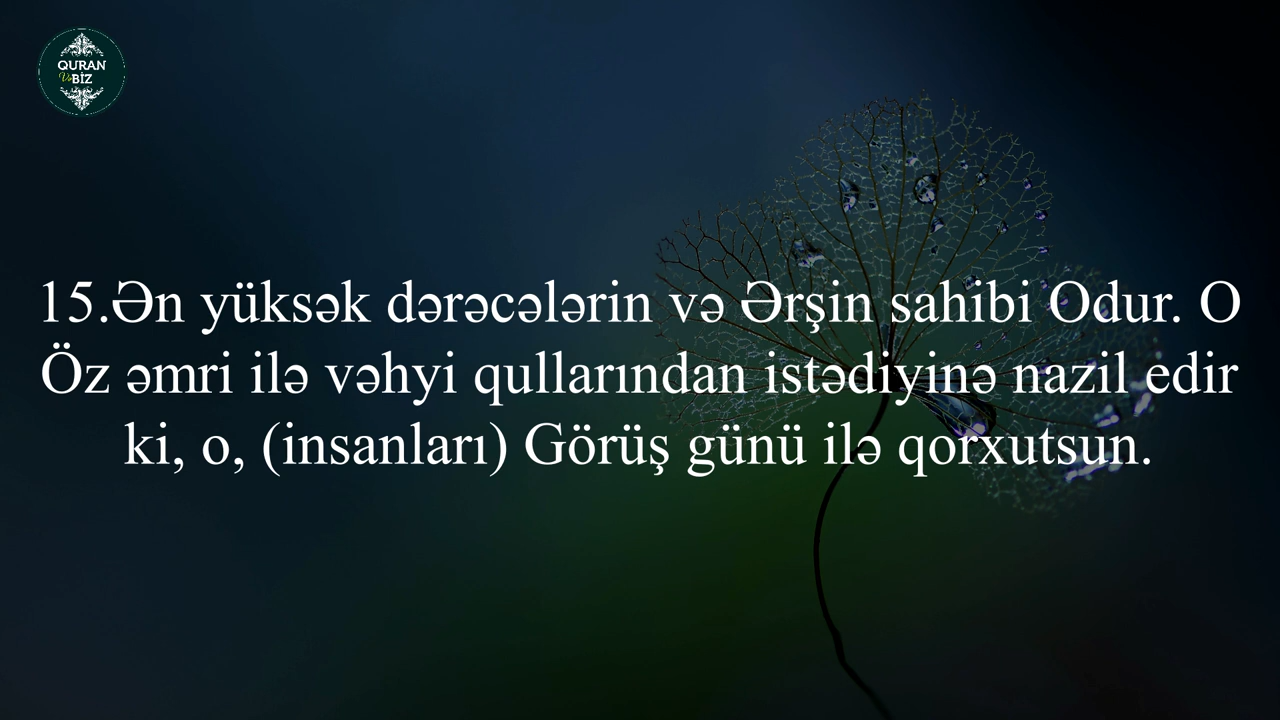 QURAN
Və BİZ
15.Ən yüksək dərəcələrin və Ərşin sahibi Odur. O
Öz əmri ilə vəhyi qullarından istədiyinə nazil edir
ki, o, (insanları) Görüş günü ilə qorxutsun.